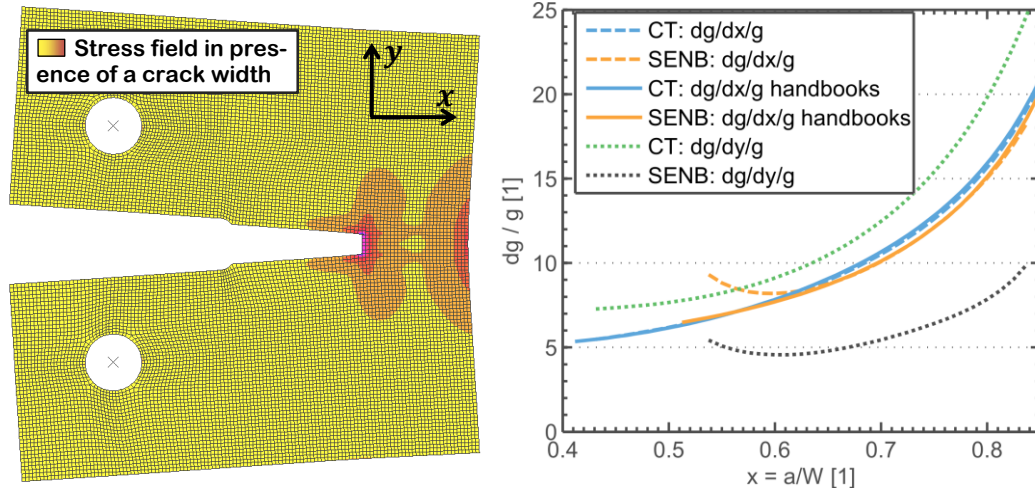 Stress field in pres-
ence of a crack width
y
x
CT: dg/dx/g
SENB: dg/dx/g
CT: dg/dx/g handbooks
SENB: dg/dx/g handbooks
CT: dg/dy/g
SENB: dg/dy/g
dg / g [1]
25
20
15
10
5
0
0.4 0.5 0.6 0.7 0.8
x = a/W [1]